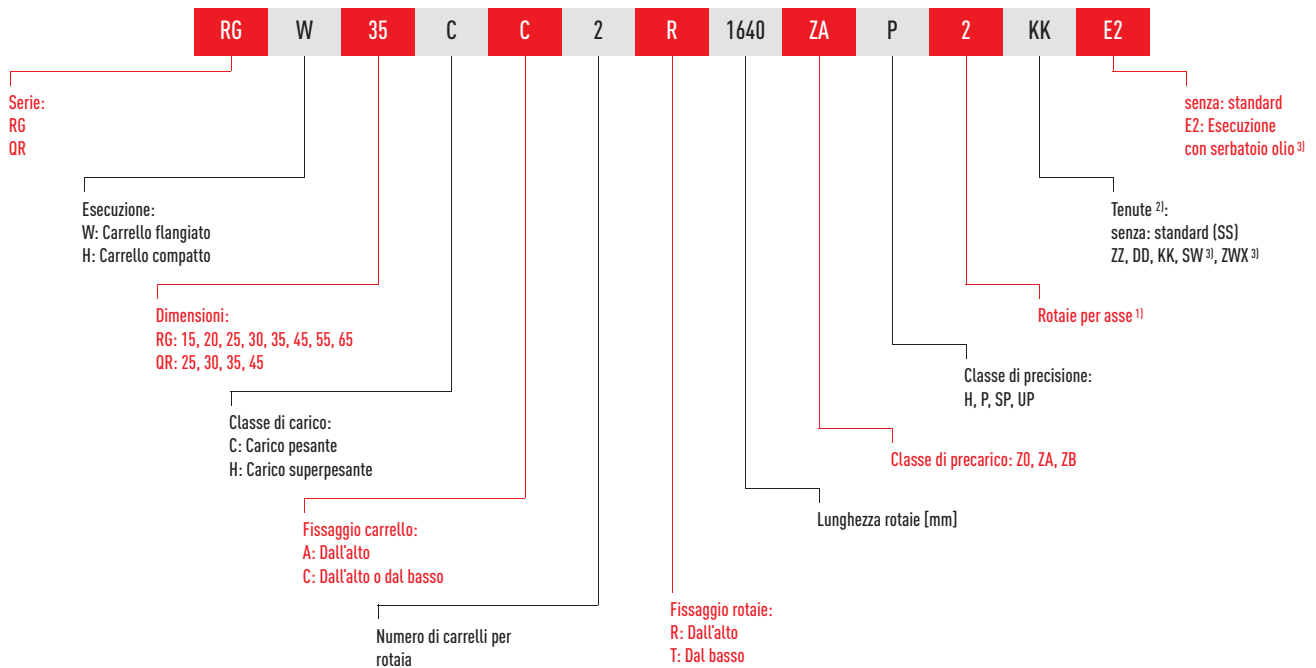 RG W 35 C C 2 R 1640 ZA P 2 KK E2
Serie:
RG
QR
senza: standard
E2: Esecuzione
con serbatoio olio 3)
Esecuzione:
W: Carrello flangiato
H: Carrello compatto
Tenute 2):
senza: standard (SS)
ZZ, DD, KK, SW 3), ZWX 3)
Dimensioni:
RG: 15, 20, 25, 30, 35, 45, 55, 65
QR: 25, 30, 35, 45
Rotaie per asse 1)
Classe di precisione:
H, P, SP, UP
Classe di carico:
C: Carico pesante
H: Carico superpesante
Classe di precarico: Z0, ZA, ZB
Lunghezza rotaie [mm]
Fissaggio carrello:
A: Dall'alto
C: Dall'alto o dal basso
Fissaggio rotaie:
R: Dall'alto
T: Dal basso
Numero di carrelli per
rotaia